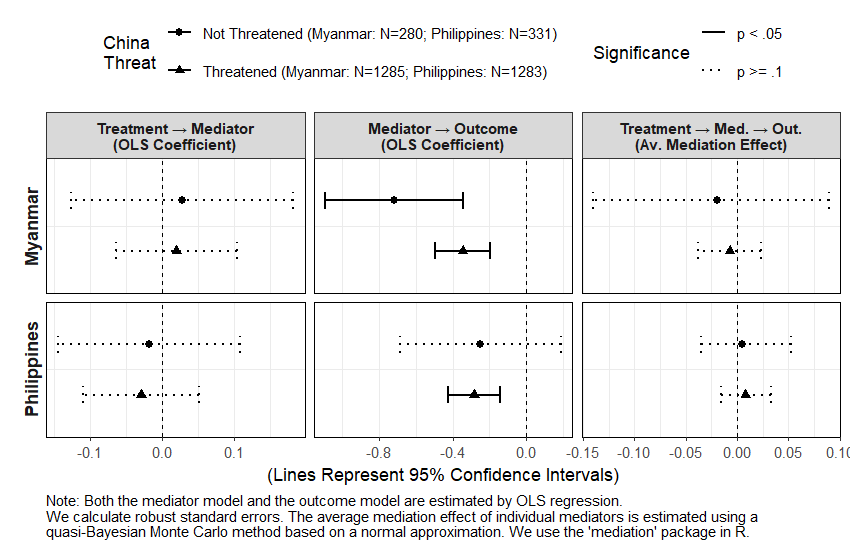 China
Threat
Not Threatened (Myanmar: N=280; Philippines: N=331)
Threatened (Myanmar: N=1285; Philippines: N=1283)
Significance
p < .05
p >= .1
Treatment → Mediator
(OLS Coefficient)
Mediator → Outcome
(OLS Coefficient)
Treatment → Med. → Out.
(Av. Mediation Effect)
Myanmar
Philippines
-0.1 0.0 0.1
-0.8 -0.4 0.0
-0.15 -0.10 -0.05 0.00 0.05 0.10
(Lines Represent 95% Confidence Intervals)
Note: Both the mediator model and the outcome model are estimated by OLS regression.
We calculate robust standard errors. The average mediation effect of individual mediators is estimated using a
quasi-Bayesian Monte Carlo method based on a normal approximation. We use the 'mediation' package in R.